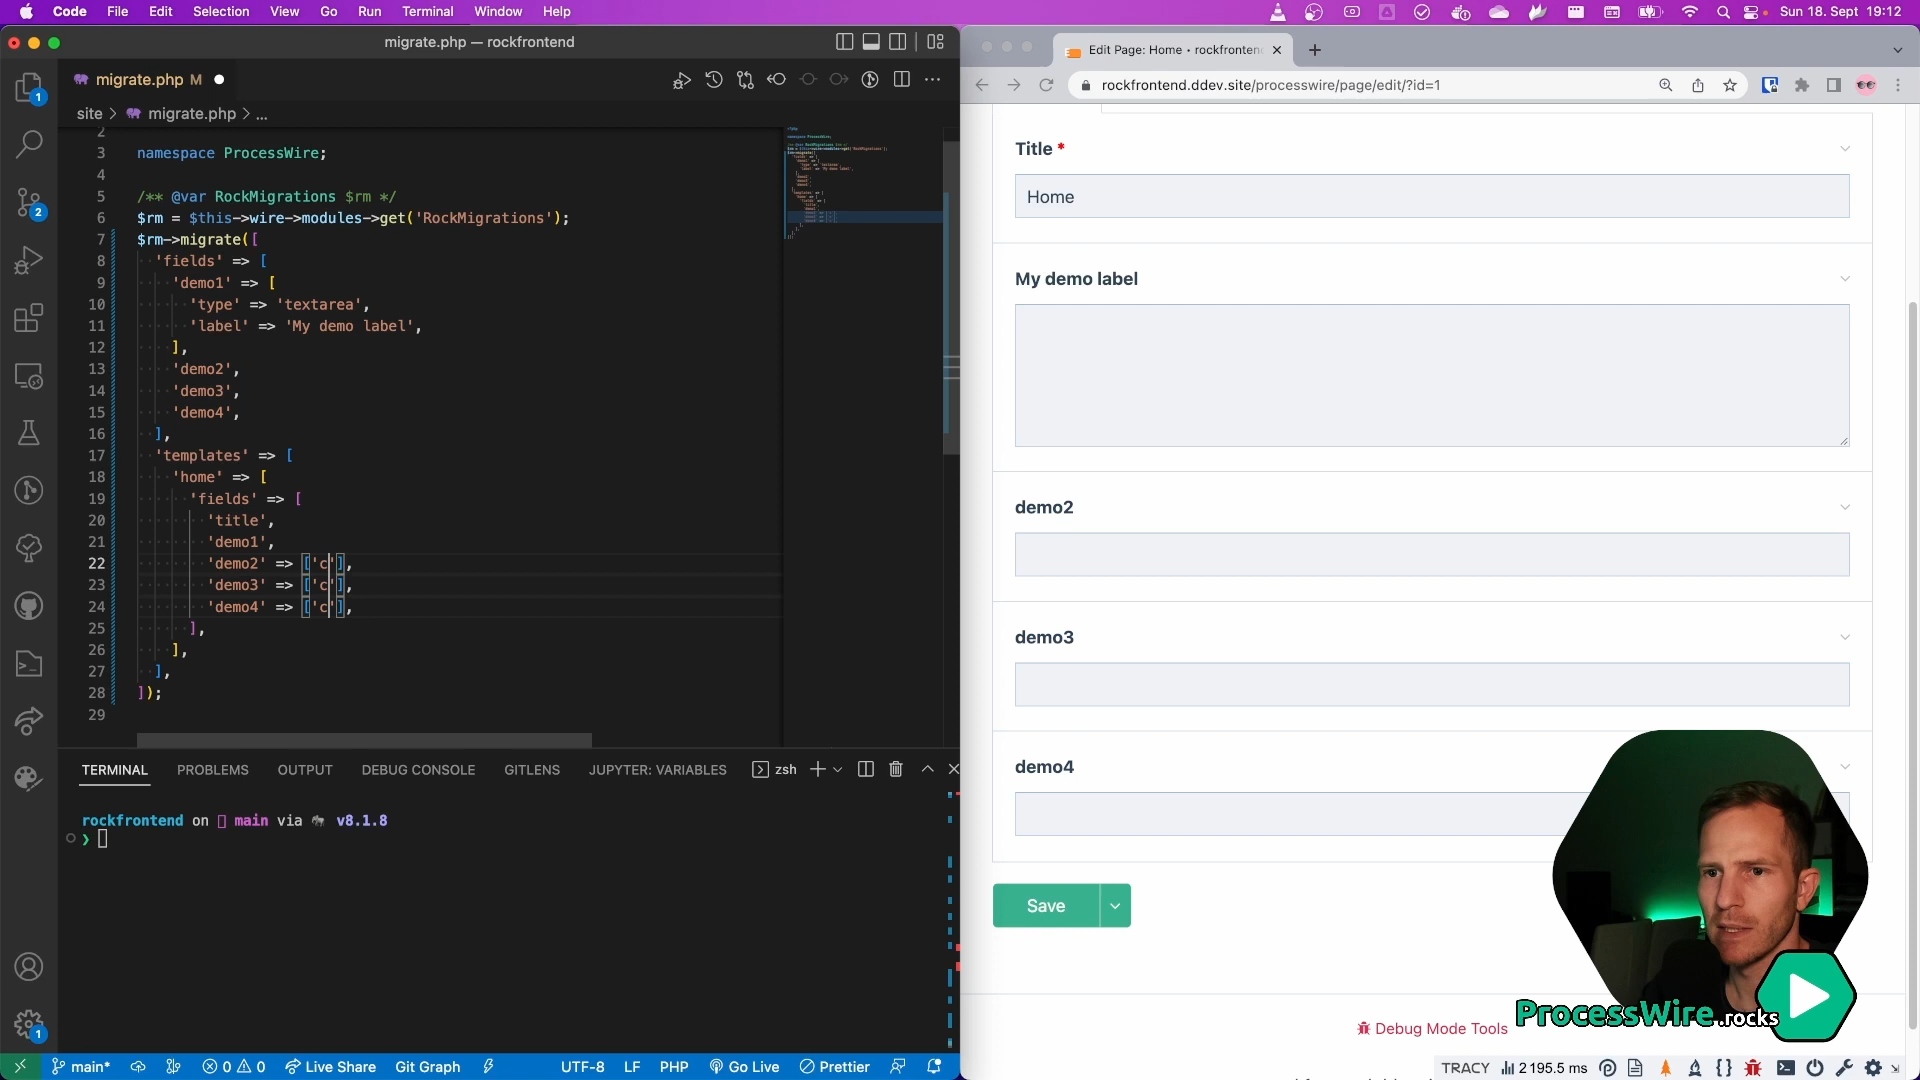 Code File Edit Selection View Go Run Terminal Window Help
Sun 18. Sept 19:12
migrate.php — rockfrontend
migrate.php M
site > migrate.php > ...
2
3 namespace ProcessWire;
4
5 /** @var RockMigrations $rm */
6 $rm = $this->wire->modules->get('RockMigrations');
7 $rm->migrate([
8 'fields' => [
9 'demo1' => [
10 'type' => 'textarea',
11 'label' => 'My demo label',
12 ],
13 'demo2',
14 'demo3',
15 'demo4',
16 ],
17 'templates' => [
18 'home' => [
19 'fields' => [
20 'title',
21 'demo1',
22 'demo2' => ['c'],
23 'demo3' => ['c'],
24 'demo4' => ['c'],
25 ],
26 ],
27 ],
28 ]);
29
TERMINAL PROBLEMS OUTPUT DEBUG CONSOLE GITLENS JUPYTER: VARIABLES zsh
rockfrontend on main via v8.1.8
❯
1
2
1
main* 0 0 Live Share Git Graph UTF-8 LF PHP Go Live Prettier
Edit Page: Home • rockfronten
rockfrontend.ddev.site/processwire/page/edit/?id=1
Title *
Home
My demo label
demo2
demo3
demo4
Save
Debug Mode Tools
ProcessWire.rocks
TRACY 2 195.5 ms